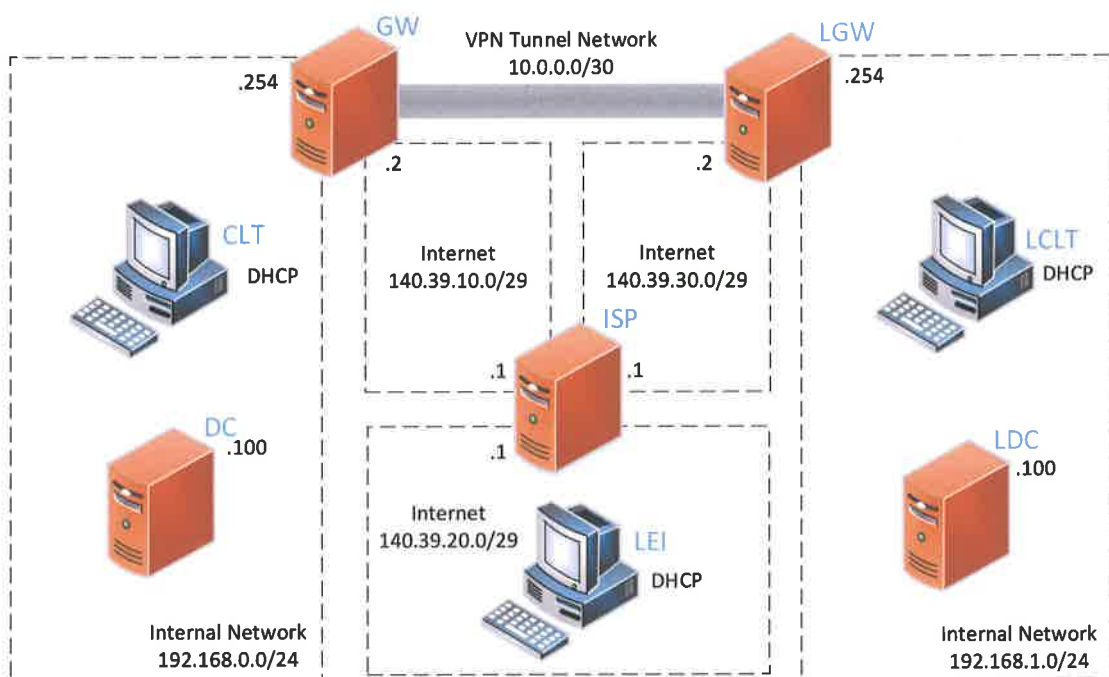 GW
VPN Tunnel Network
10.0.0.0/30
LGW
.254
.254
.2
.2
CLT
DHCP
Internet
140.39.10.0/29
Internet
140.39.30.0/29
LCLT
DHCP
ISP
.1
.1
DC
.100
.1
LDC
.100
Internet
140.39.20.0/29
LEI
DHCP
Internal Network
192.168.0.0/24
Internal Network
192.168.1.0/24